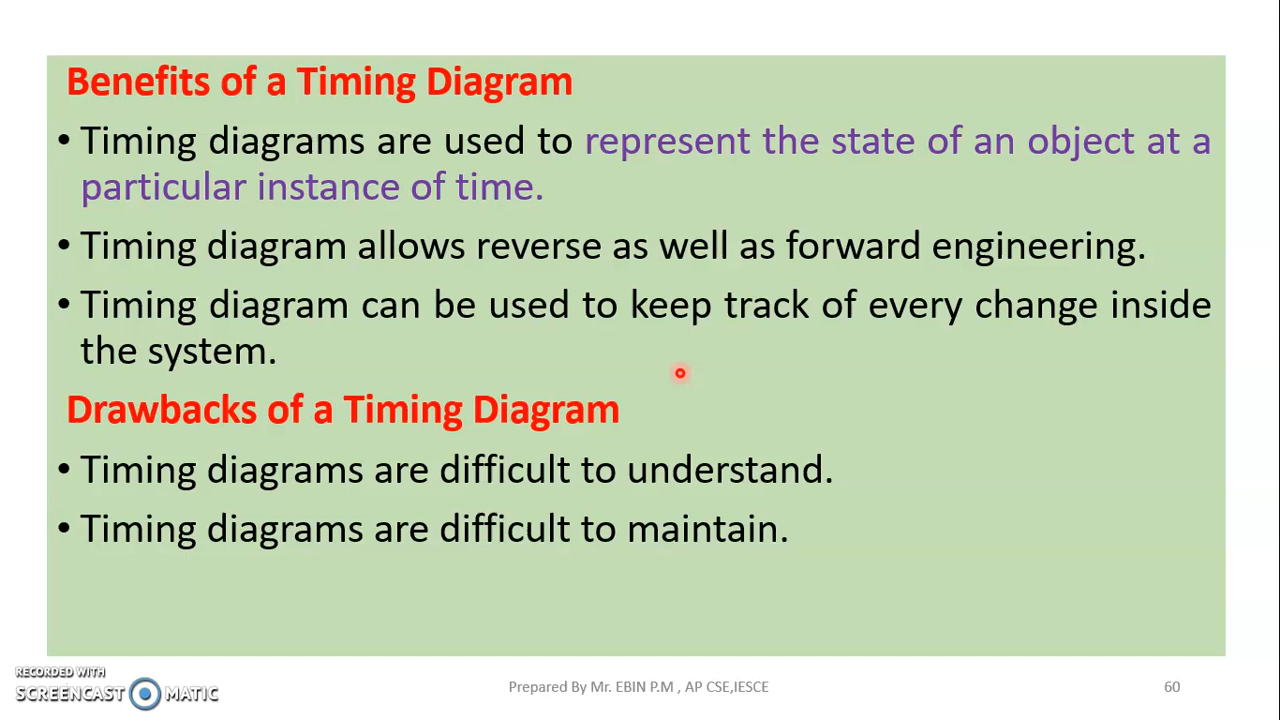 Benefits of a Timing Diagram
• Timing diagrams are used to represent the state of an object at a
particular instance of time.
• Timing diagram allows reverse as well as forward engineering.
• Timing diagram can be used to keep track of every change inside
the system.
Drawbacks of a Timing Diagram
• Timing diagrams are difficult to understand.
• Timing diagrams are difficult to maintain.
RECORDED WITH
SCREENCAST MATIC
Prepared By Mr. EBIN P.M , AP CSE,IESCE
60